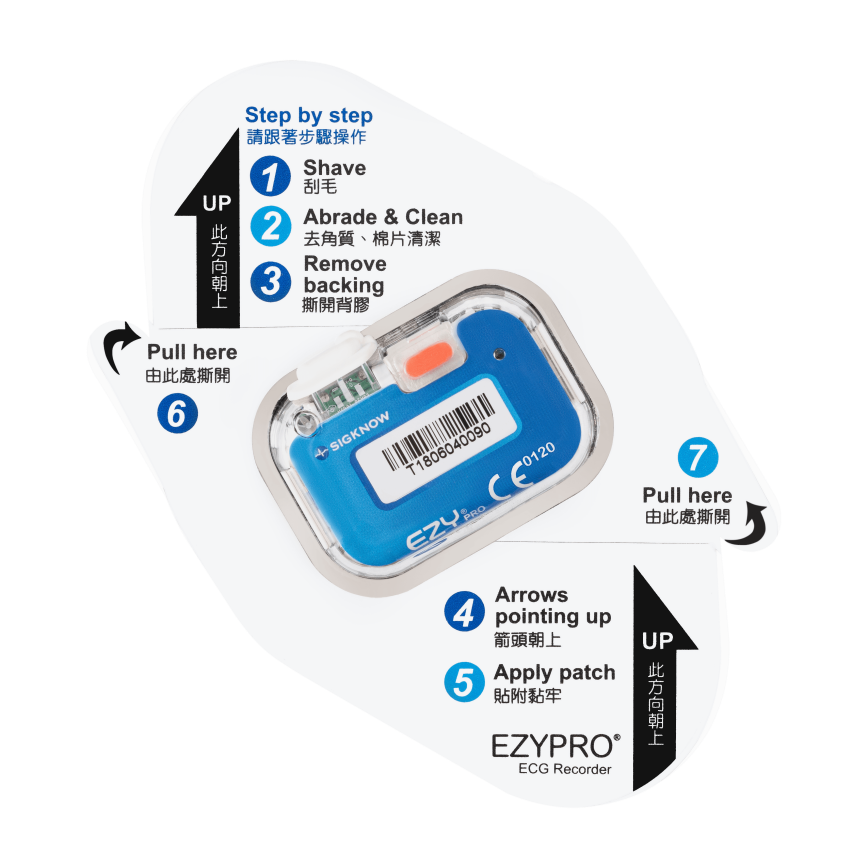 Step by step
請跟著步驟操作
1 Shave
刮毛
UP
此方向朝上
2 Abrade & Clean
去角質、棉片清潔
3 Remove
backing
撕開背膠
Pull here
由此處撕開
6
SIGKNOW
T1806040090
CE0120
EZY® PRO
7
Pull here
由此處撕開
4 Arrows
pointing up
箭頭朝上
UP
此方向朝上
5 Apply patch
貼附黏牢
EZYPRO®
ECG Recorder